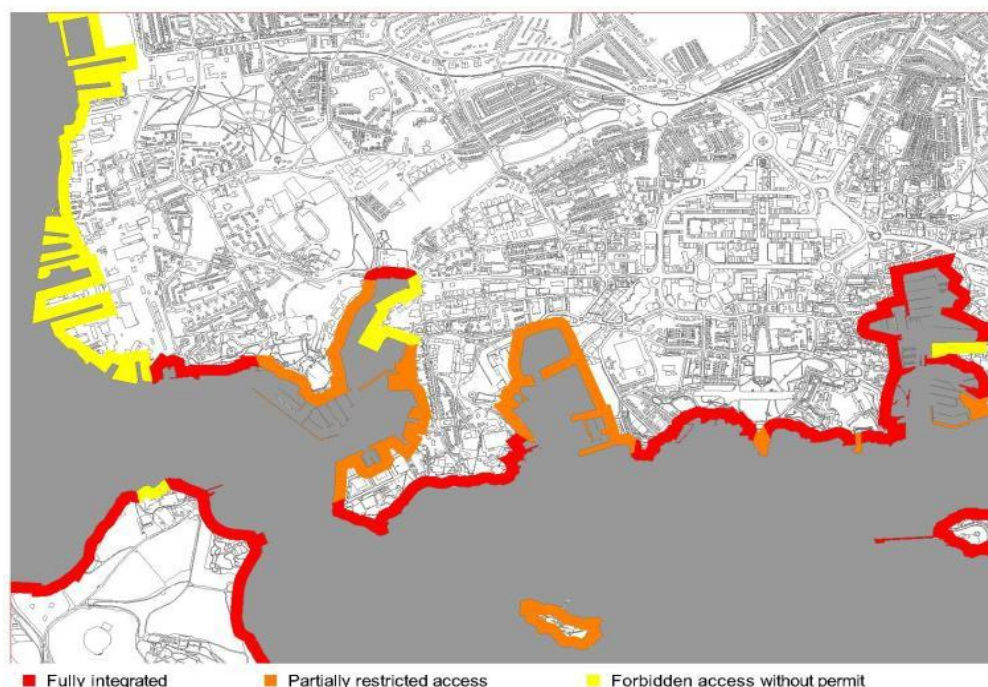 Fully integrated
Partially restricted access
Forbidden access without permit